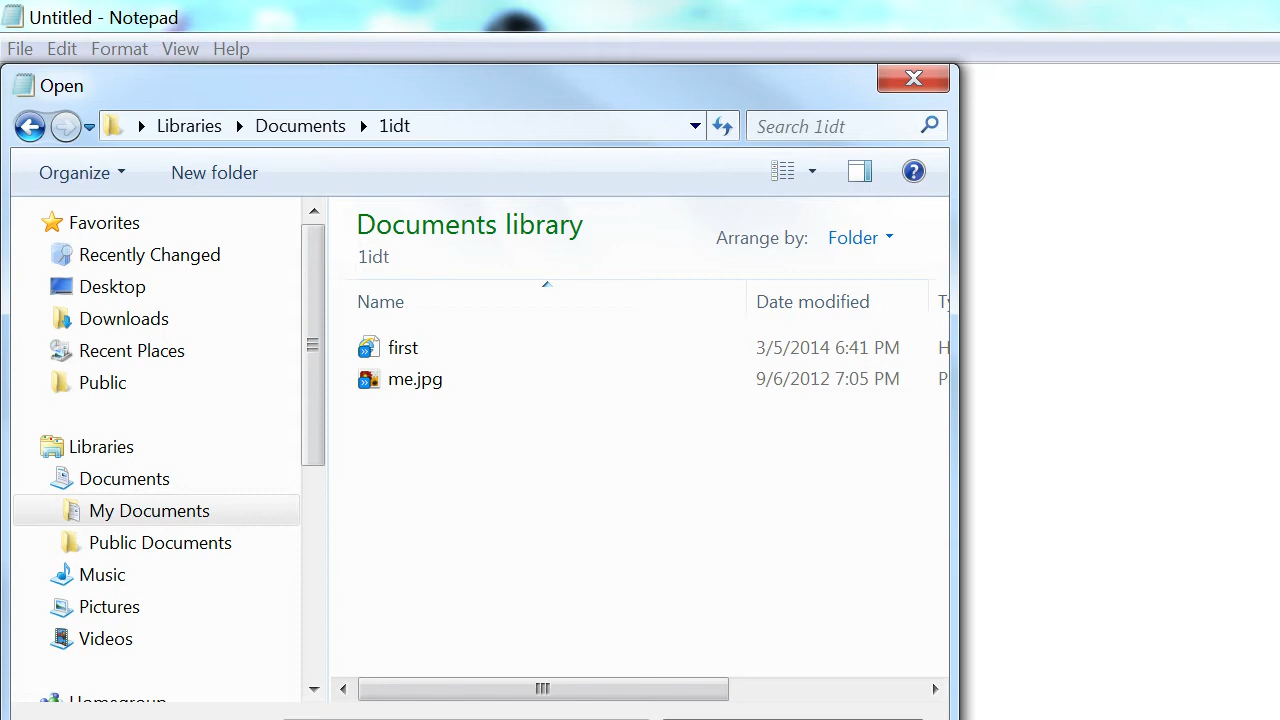 Untitled - Notepad
File Edit Format View Help
Open
Libraries Documents 1idt
Search 1idt
Organize New folder
Favorites
Recently Changed
Desktop
Downloads
Recent Places
Public
Libraries
Documents
My Documents
Public Documents
Music
Pictures
Videos
Homegroup
Documents library
1idt
Arrange by: Folder
Name Date modified
first 3/5/2014 6:41 PM
me.jpg 9/6/2012 7:05 PM